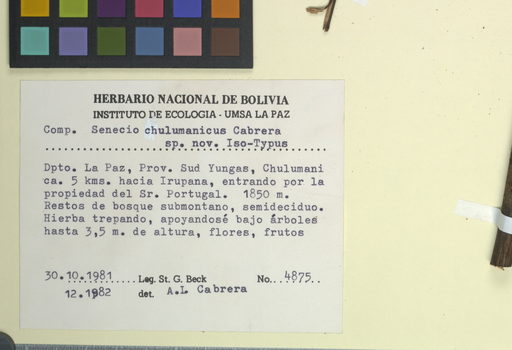 HERBARIO NACIONAL DE BOLIVIA
INSTITUTO DE ECOLOGIA - UMSA LA PAZ
Comp. Senecio chulumanicus Cabrera
sp. nov. Iso-Typus
Dpto. La Paz, Prov. Sud Yungas, Chulumani
ca. 5 kms. hacia Irupana, entrando por la
propiedad del Sr. Portugal. 1850 m.
Restos de bosque submontano, semideciduo.
Hierba trepando, apoyandosé bajo árboles
hasta 3,5 m. de altura, flores, frutos
30.10.1981 Leg. St. G. Beck No. 4875
12.1982 det. A.L Cabrera